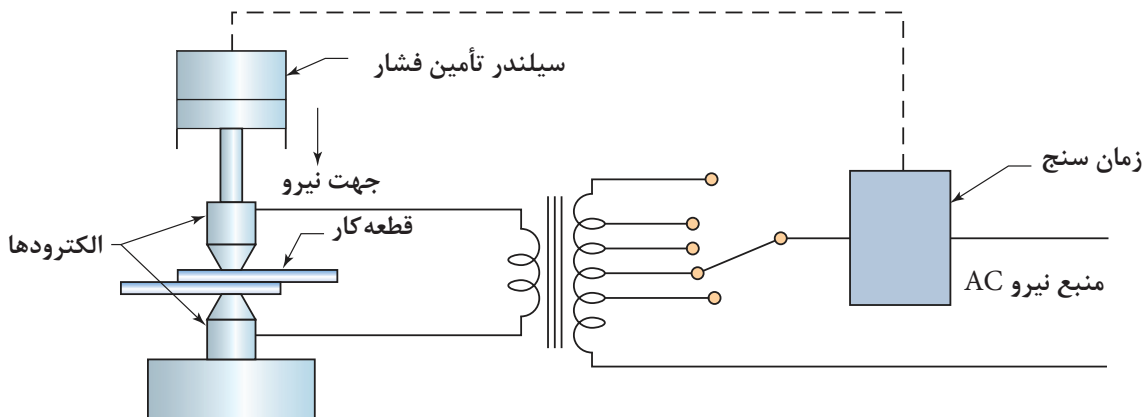 سیلندر تأمین فشار
زمان سنج
جهت نیرو
قطعه کار
الکترودها
منبع نیرو AC